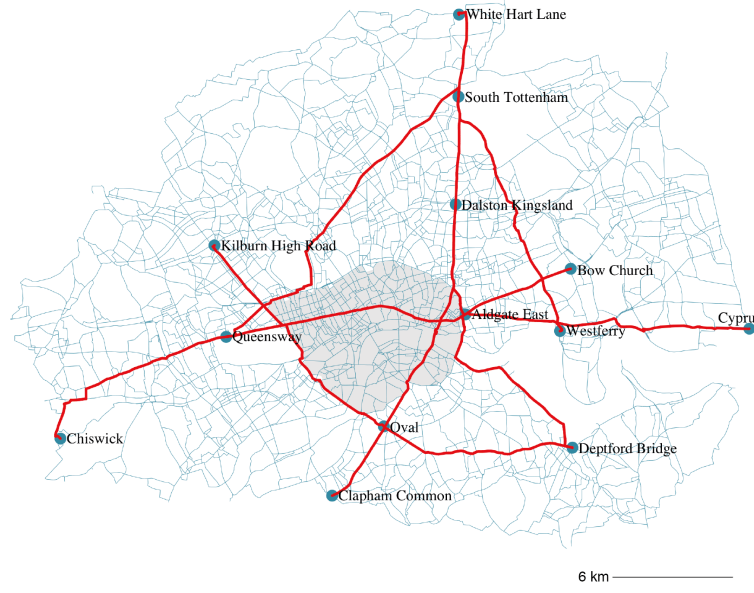 White Hart Lane
South Tottenham
Dalston Kingsland
Kilburn High Road
Bow Church
Aldgate East
Cypru
Westferry
Queensway
Oval
Chiswick
Deptford Bridge
Clapham Common
6 km